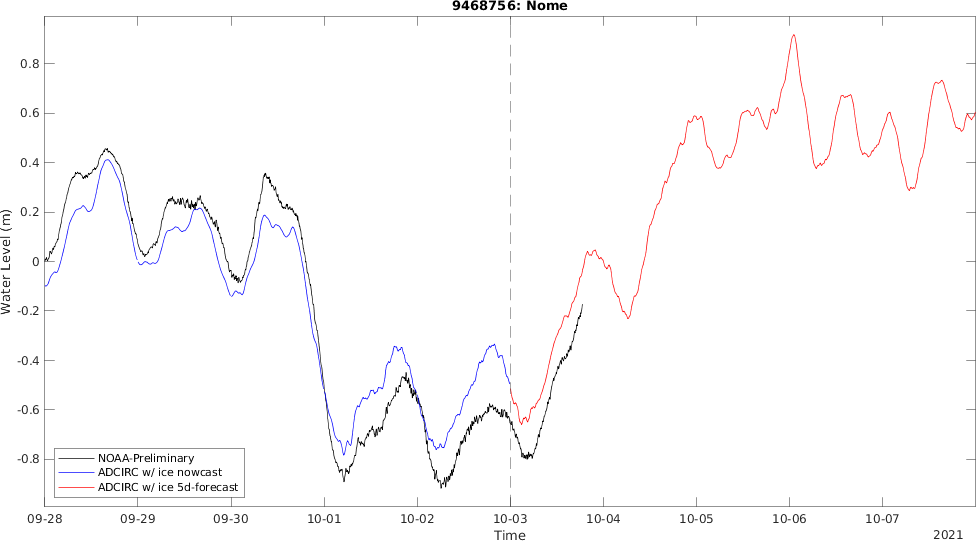 9468756: Nome
0.8
0.6
0.4
0.2
0
-0.2
-0.4
-0.6
-0.8
Water Level (m)
NOAA-Preliminary
ADCIRC w/ ice nowcast
ADCIRC w/ ice 5d-forecast
09-28 09-29 09-30 10-01 10-02 10-03 10-04 10-05 10-06 10-07
Time
2021